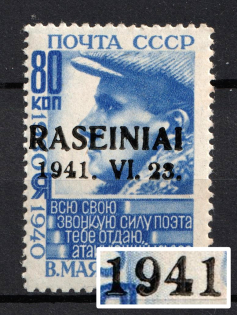 ПОЧТА СССР
80
КОП
RASEINIAI
1941. VI. 23.
1940
ВСЮ СВОЮ
ЗВОНКУЮ СИЛУ ПОЭТА
ТЕБЕ ОТДАЮ,
В. МАЯ
1941